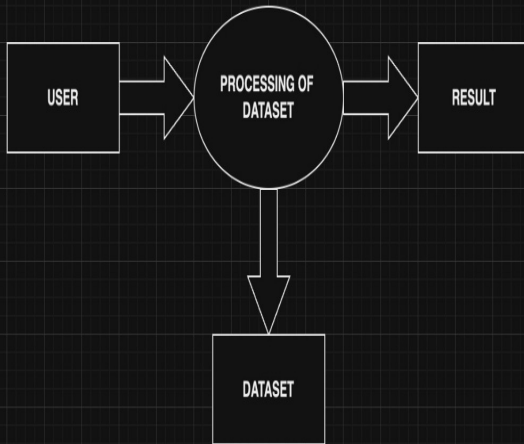 USER
PROCESSING OF
DATASET
RESULT
DATASET